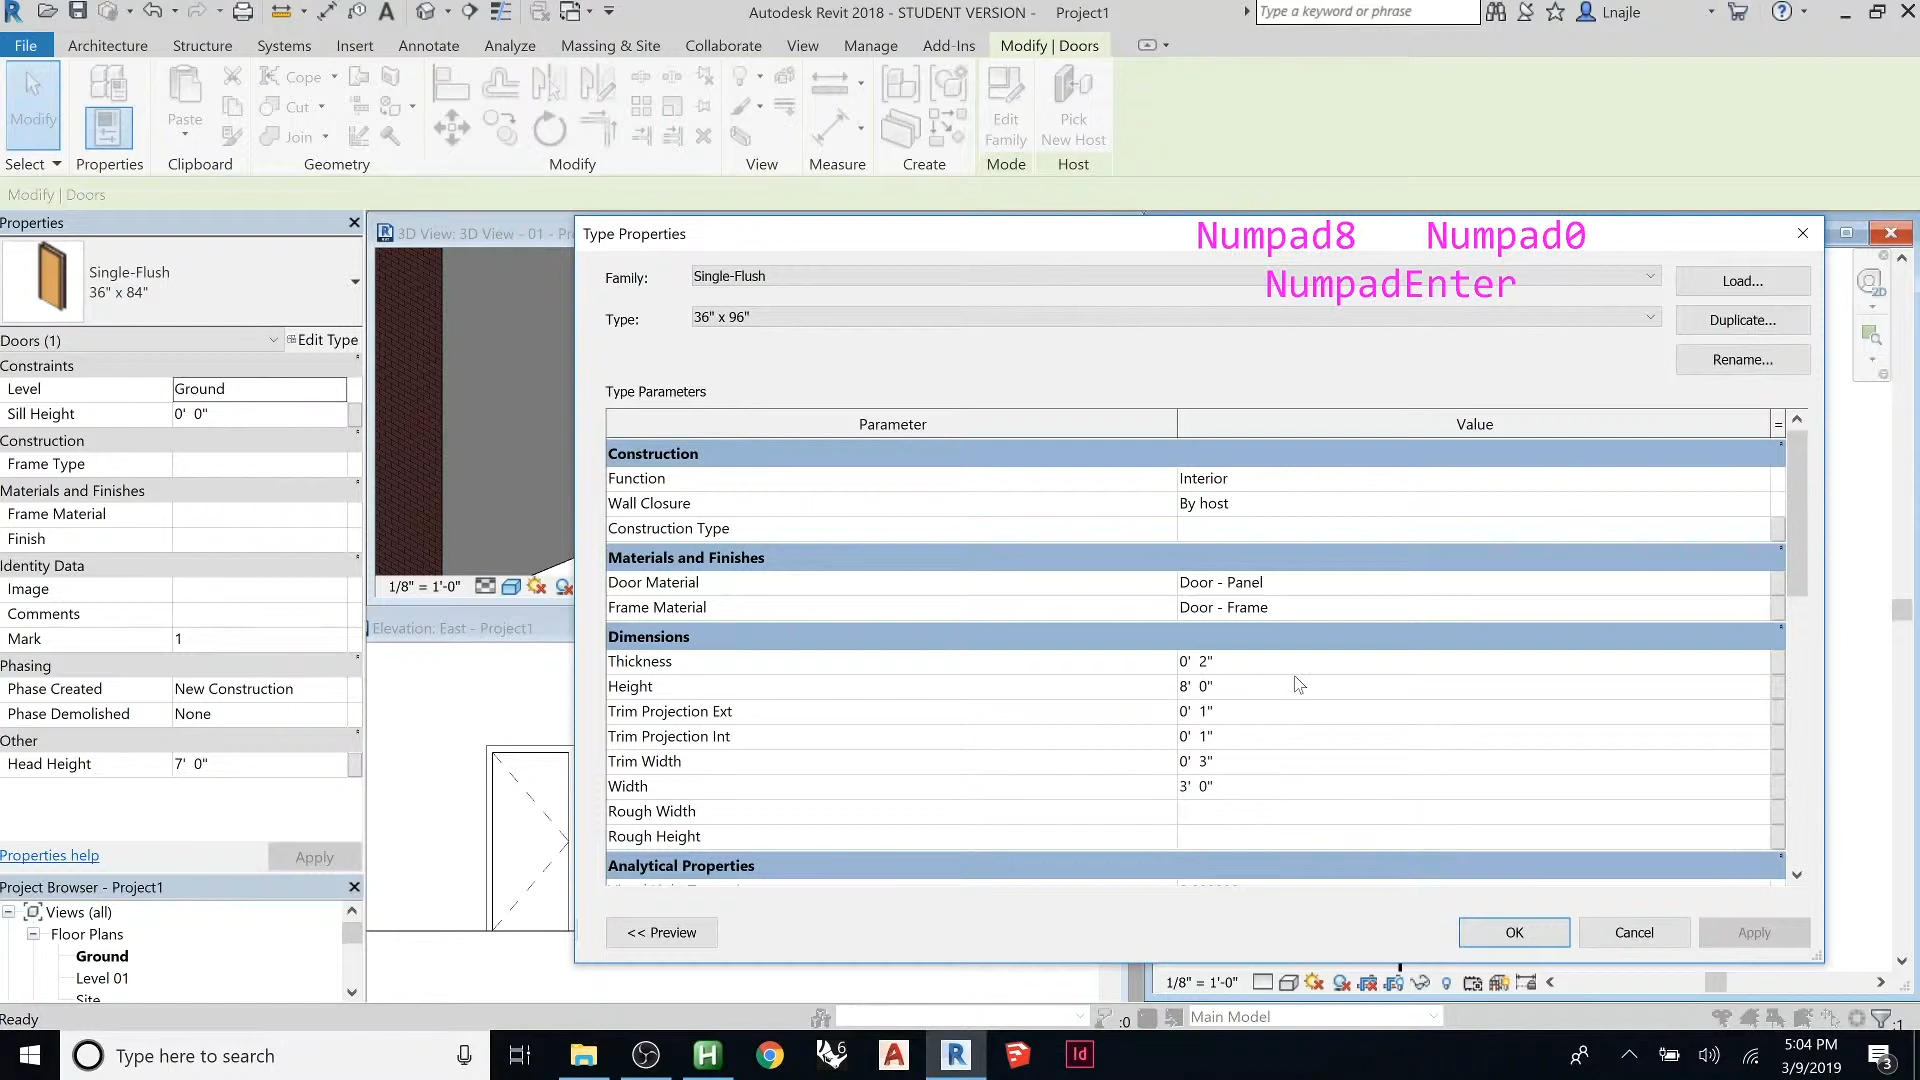 Autodesk Revit 2018 - STUDENT VERSION - Project1
Type a keyword or phrase
Lnajle
File Architecture Structure Systems Insert Annotate Analyze Massing & Site Collaborate View Manage Add-Ins Modify | Doors
Modify
Paste
Cope
Cut
Join
Edit Family
Pick New Host
Select Properties Clipboard Geometry Modify View Measure Create Mode Host
Modify | Doors
Properties
Single-Flush
36" x 84"
Doors (1) Edit Type
Constraints
Level Ground
Sill Height 0' 0"
Construction
Frame Type
Materials and Finishes
Frame Material
Finish
Identity Data
Image
Comments
Mark 1
Phasing
Phase Created New Construction
Phase Demolished None
Other
Head Height 7' 0"
Properties help Apply
Project Browser - Project1
Views (all)
Floor Plans
Ground
Level 01
Site
3D View: 3D View - 01 - Pr
1/8" = 1'-0"
Elevation: East - Project1
Type Properties
Numpad8 Numpad0
NumpadEnter
Family: Single-Flush Load...
Type: 36" x 96" Duplicate...
Rename...
Type Parameters
Parameter Value =
Construction
Function Interior
Wall Closure By host
Construction Type
Materials and Finishes
Door Material Door - Panel
Frame Material Door - Frame
Dimensions
Thickness 0' 2"
Height 8' 0"
Trim Projection Ext 0' 1"
Trim Projection Int 0' 1"
Trim Width 0' 3"
Width 3' 0"
Rough Width
Rough Height
Analytical Properties
<< Preview OK Cancel Apply
2D
1/8" = 1'-0"
Ready
:0
Main Model
:1
Type here to search
6
H
A
R
Id
5:04 PM
3/9/2019
3